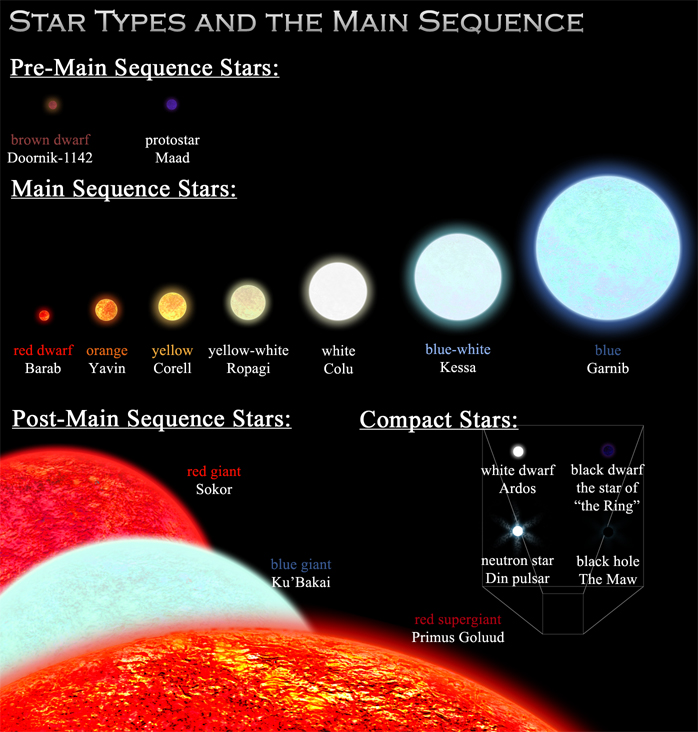 Star Types and the Main Sequence
Pre-Main Sequence Stars:
brown dwarf
Doornik-1142
protostar
Maad
Main Sequence Stars:
red dwarf
Barab
orange
Yavin
yellow
Corell
yellow-white
Ropagi
white
Colu
blue-white
Kessa
blue
Garnib
Post-Main Sequence Stars:
red giant
Sokor
blue giant
Ku’Bakai
red supergiant
Primus Goluud
Compact Stars:
white dwarf
Ardos
black dwarf
the star of
“the Ring”
neutron star
Din pulsar
black hole
The Maw